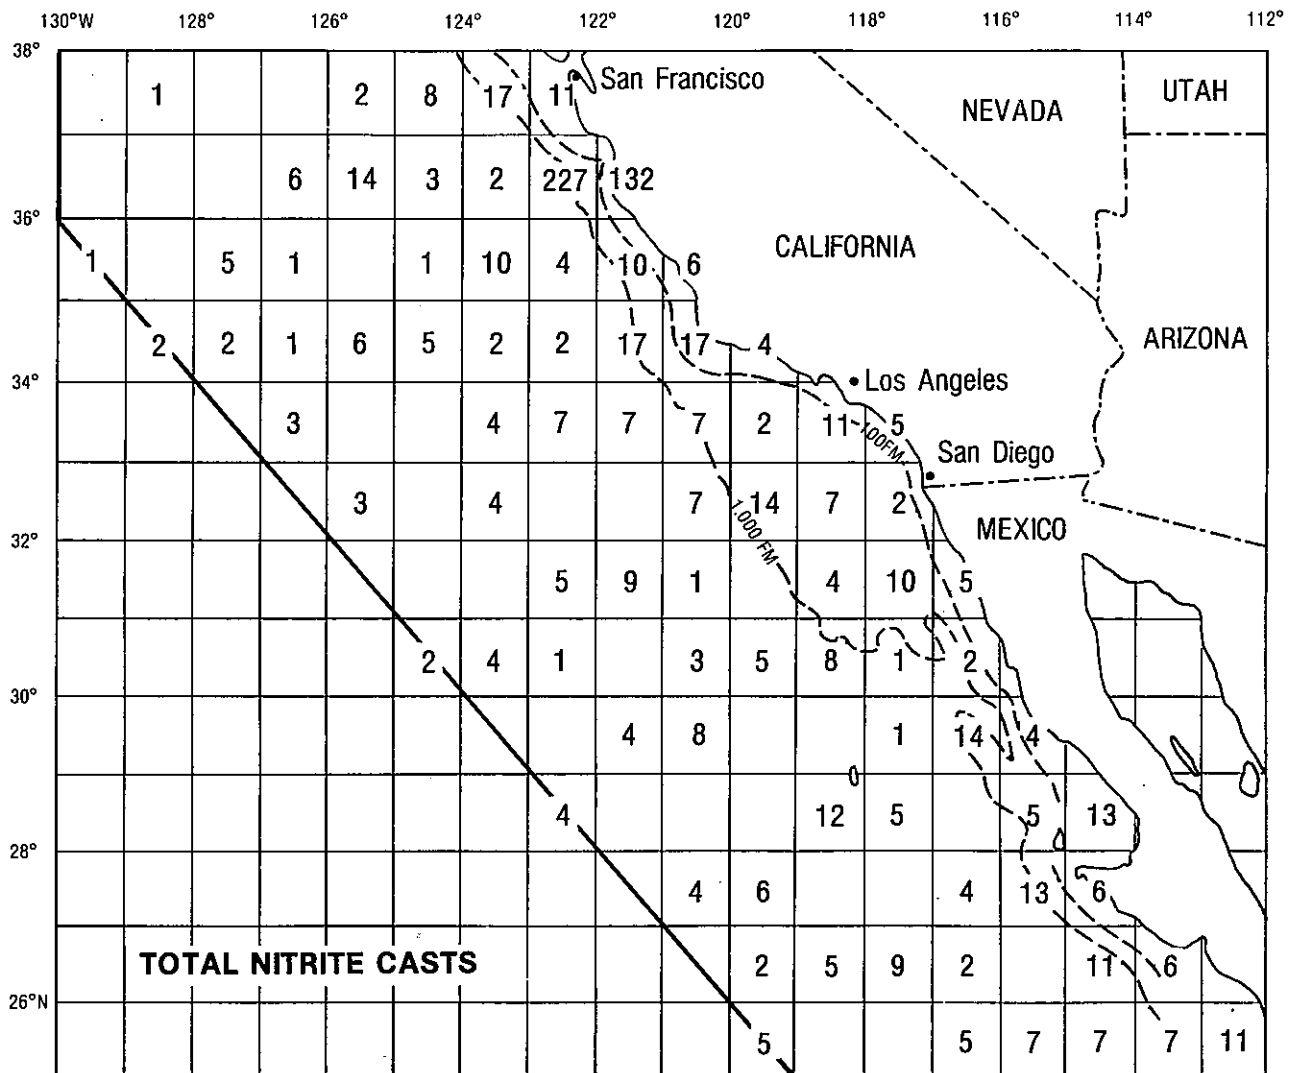 130°W 128° 126° 124° 122° 120° 118° 116° 114° 112°
38°
San Francisco
NEVADA
UTAH
1 2 8 17 11
6 14 3 2 227 132
36°
CALIFORNIA
1 5 1 1 10 4 10 6
ARIZONA
2 2 1 6 5 2 2 17 17 4
34°
Los Angeles
3 4 7 7 7 2 11 5
100FM
San Diego
3 4 7 14 7 2
1,000 FM
MEXICO
32°
5 9 1 4 10 5
2 4 1 3 5 8 1 2
30°
4 8 1 14 4
4 12 5 5 13
28°
4 6 4 13 6
TOTAL NITRITE CASTS
2 5 9 2 11 6
26°N
5 5 7 7 7 11